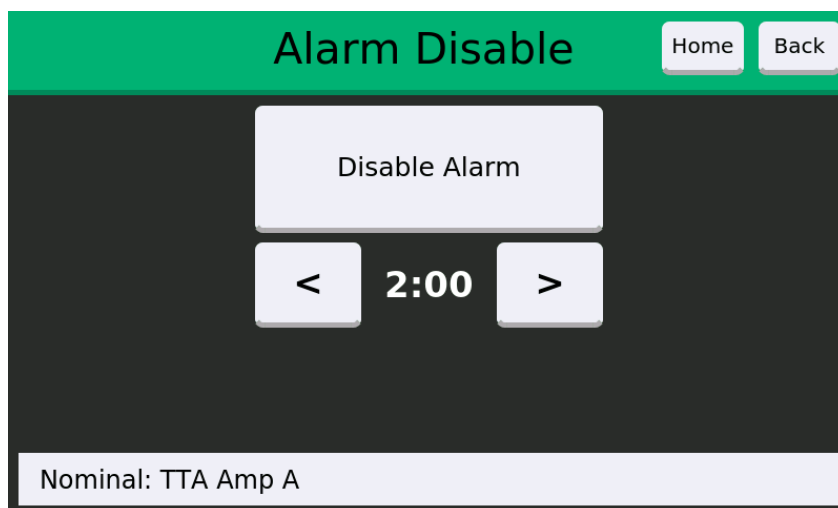 Alarm Disable
Home
Back
Disable Alarm
< 2:00 >
Nominal: TTA Amp A